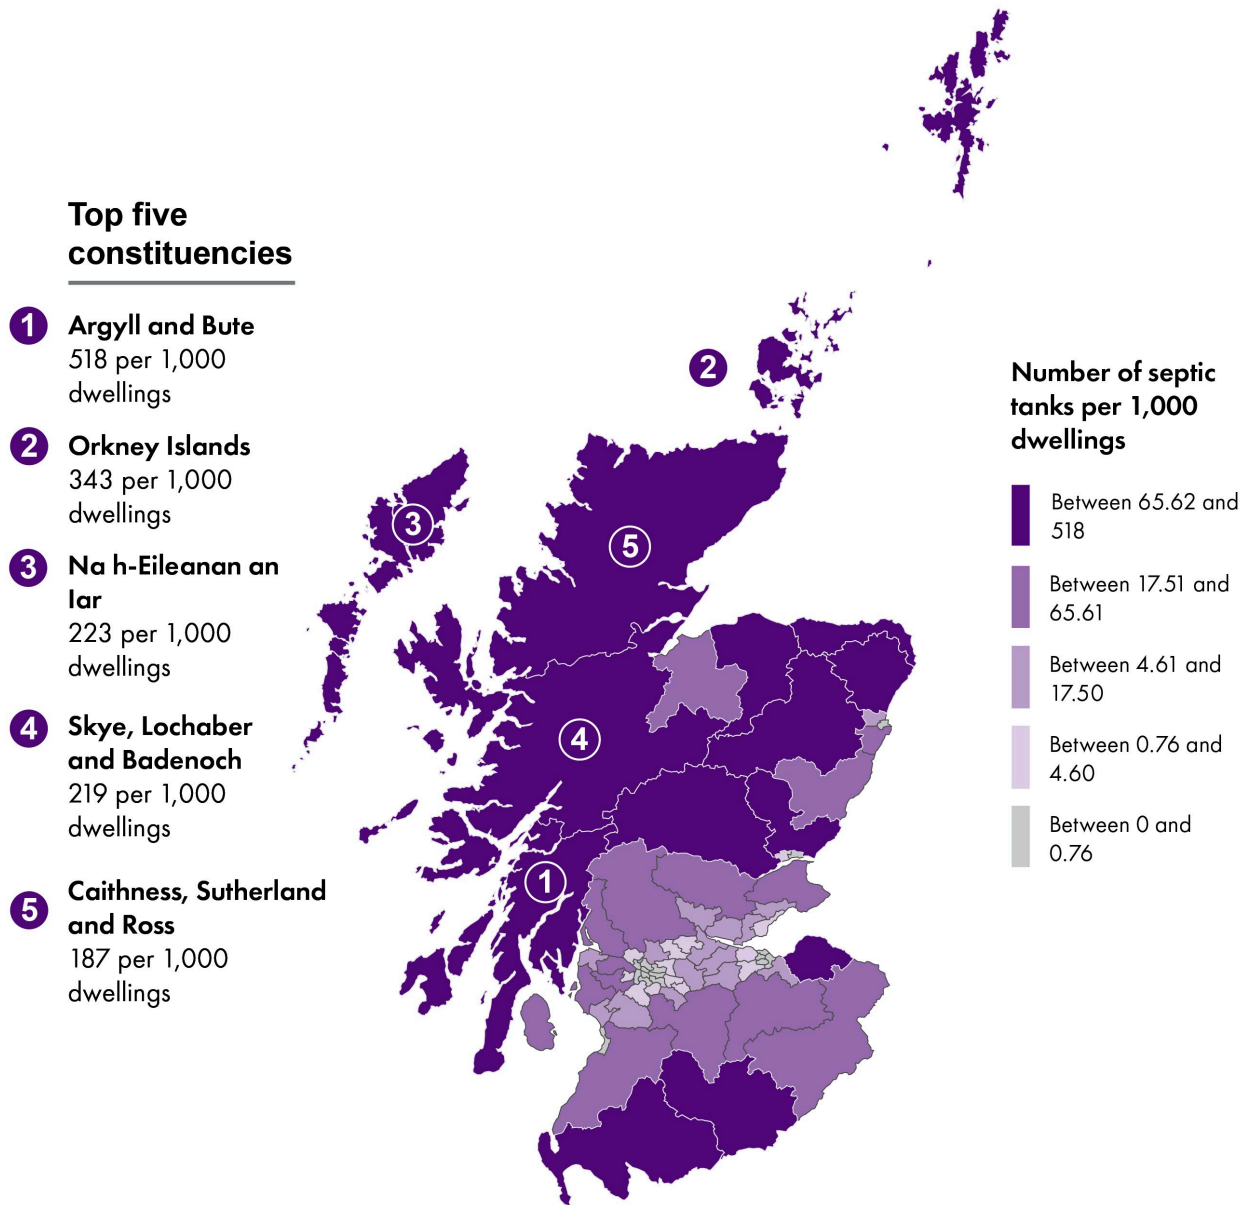 Top five
constituencies
1
Argyll and Bute
518 per 1,000
dwellings
2
Orkney Islands
343 per 1,000
dwellings
3
Na h-Eileanan an
Iar
223 per 1,000
dwellings
4
Skye, Lochaber
and Badenoch
219 per 1,000
dwellings
5
Caithness, Sutherland
and Ross
187 per 1,000
dwellings
2
3
5
4
1
Number of septic
tanks per 1,000
dwellings
Between 65.62 and
518
Between 17.51 and
65.61
Between 4.61 and
17.50
Between 0.76 and
4.60
Between 0 and
0.76